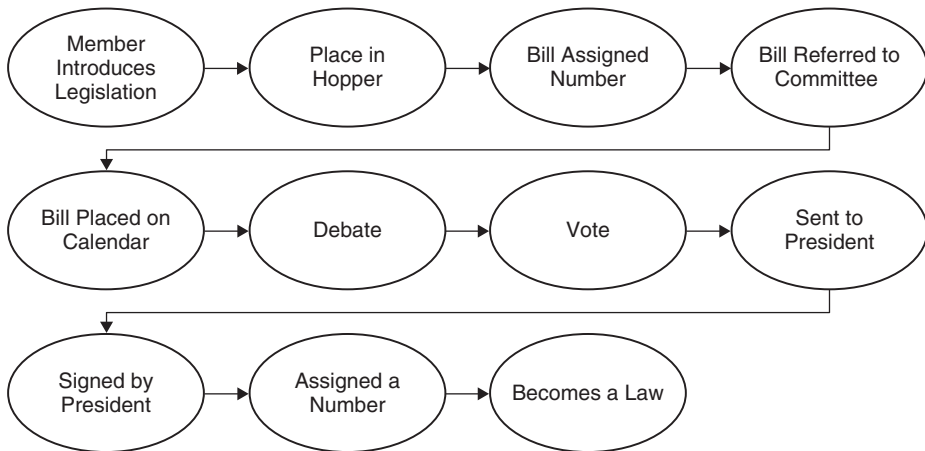 Member
Introduces
Legislation
Place in
Hopper
Bill Assigned
Number
Bill Referred to
Committee
Bill Placed on
Calendar
Debate
Vote
Sent to
President
Signed by
President
Assigned a
Number
Becomes a Law